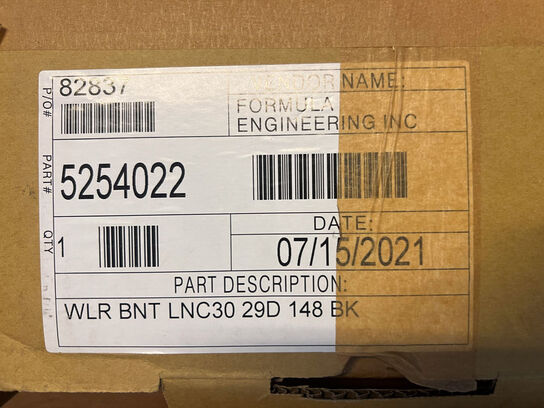 P/O#
82837
VENDOR NAME:
FORMULA
ENGINEERING INC
PART#
5254022
QTY
1
DATE:
07/15/2021
PART DESCRIPTION:
WLR BNT LNC30 29D 148 BK